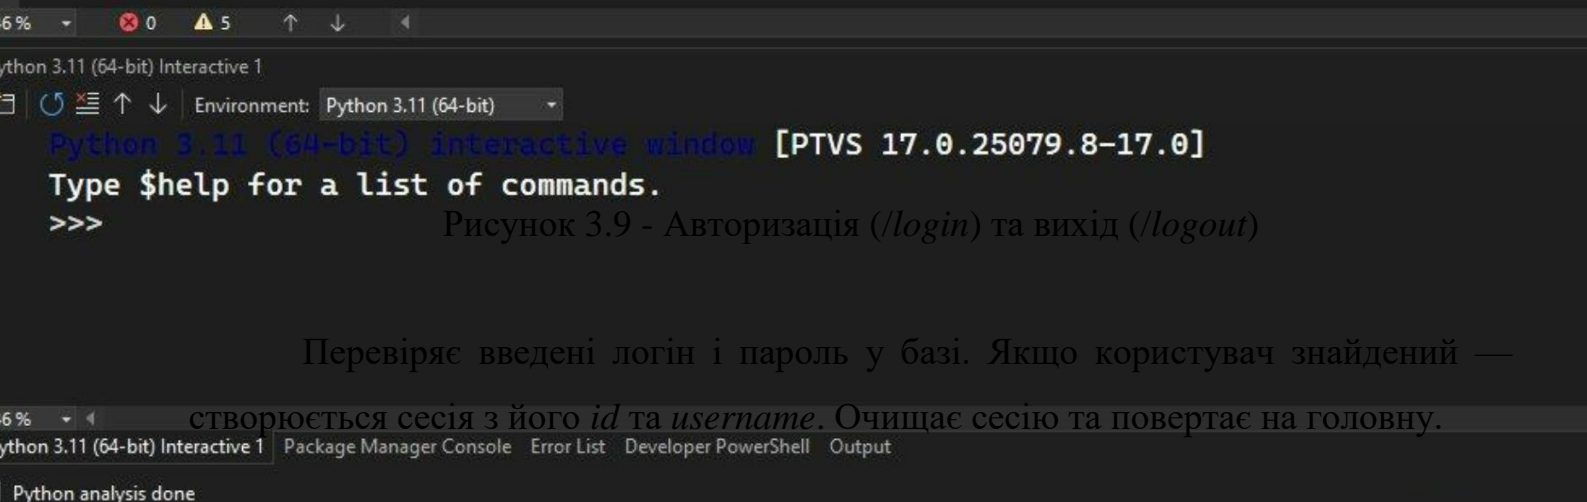 6 % 0 5
ython 3.11 (64-bit) Interactive 1
Environment: Python 3.11 (64-bit)
Python 3.11 (64-bit) interactive window [PTVS 17.0.25079.8-17.0]
Type $help for a list of commands.
>>>
Рисунок 3.9 - Авторизація (/login) та вихід (/logout)
Перевіряє введені логін і пароль у базі. Якщо користувач знайдений —
створюється сесія з його id та username. Очищає сесію та повертає на головну.
6 %
ython 3.11 (64-bit) Interactive 1 Package Manager Console Error List Developer PowerShell Output
Python analysis done